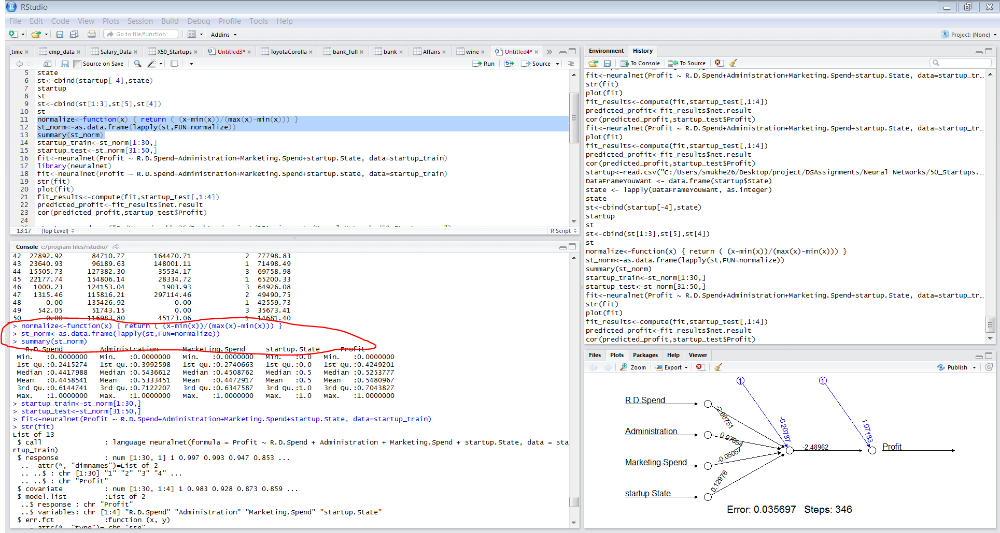 RStudio
File Edit Code View Plots Session Build Debug Profile Tools Help
Go to file/function Addins Project: (None)
_time emp_data Salary_Data X50_Startups Untitled3* ToyotaCorolla bank_full bank Affairs wine Untitled4*
Source on Save Run Source
5 state
6 st<-cbind(startup[-4],state)
7 startup
8 st
9 st<-cbind(st[1:3],st[5],st[4])
10 st
11 normalize<-function(x) { return ( (x-min(x))/(max(x)-min(x))) }
12 st_norm<-as.data.frame(lapply(st,FUN=normalize))
13 summary(st_norm)
14 startup_train<-st_norm[1:30,]
15 startup_test<-st_norm[31:50,]
16 fit<-neuralnet(Profit ~ R.D.Spend+Administration+Marketing.Spend+startup.State, data=startup_train)
17 library(neuralnet)
18 fit<-neuralnet(Profit ~ R.D.Spend+Administration+Marketing.Spend+startup.State, data=startup_train)
19 str(fit)
20 plot(fit)
21 fit_results<-compute(fit,startup_test[,1:4])
22 predicted_profit<-fit_results$net.result
23 cor(predicted_profit,startup_test$Profit)
24
13:17 (Top Level) R Script
Console c:/program files/rstudio/
42 27892.92 84710.77 164470.71 2 77798.83
43 23640.93 96189.63 148001.11 1 71498.49
44 15505.73 127382.30 35534.17 3 69758.98
45 22177.74 154806.14 28334.72 1 65200.33
46 1000.23 124153.04 1903.93 3 64926.08
47 1315.46 115816.21 297114.46 2 49490.75
48 0.00 135426.92 0.00 1 42559.73
49 542.05 51743.15 0.00 3 35673.41
50 0.00 116983.80 45173.06 1 14681.40
> normalize<-function(x) { return ( (x-min(x))/(max(x)-min(x))) }
> st_norm<-as.data.frame(lapply(st,FUN=normalize))
> summary(st_norm)
R.D.Spend Administration Marketing.Spend startup.State Profit
Min. :0.0000000 Min. :0.0000000 Min. :0.0000000 Min. :0.0 Min. :0.0000000
1st Qu.:0.2415274 1st Qu.:0.3992598 1st Qu.:0.2740663 1st Qu.:0.0 1st Qu.:0.4249201
Median :0.4417988 Median :0.5436612 Median :0.4508762 Median :0.5 Median :0.5253777
Mean :0.4458541 Mean :0.5333451 Mean :0.4472917 Mean :0.5 Mean :0.5480967
3rd Qu.:0.6144741 3rd Qu.:0.7122207 3rd Qu.:0.6347587 3rd Qu.:1.0 3rd Qu.:0.7043827
Max. :1.0000000 Max. :1.0000000 Max. :1.0000000 Max. :1.0 Max. :1.0000000
> startup_train<-st_norm[1:30,]
> startup_test<-st_norm[31:50,]
> fit<-neuralnet(Profit ~ R.D.Spend+Administration+Marketing.Spend+startup.State, data=startup_train)
> str(fit)
List of 13
$ call : language neuralnet(formula = Profit ~ R.D.Spend + Administration + Marketing.Spend + startup.State, data = sta
rtup_train)
$ response : num [1:30, 1] 1 0.997 0.993 0.947 0.853 ...
..- attr(*, "dimnames")=List of 2
.. ..$ : chr [1:30] "1" "2" "3" "4" ...
.. ..$ : chr "Profit"
$ covariate : num [1:30, 1:4] 1 0.983 0.928 0.873 0.859 ...
$ model.list :List of 2
..$ response : chr "Profit"
..$ variables: chr [1:4] "R.D.Spend" "Administration" "Marketing.Spend" "startup.State"
$ err.fct :function (x, y)
..- attr(*, "type")= chr "sse"
Environment History
To Console To Source
fit<-neuralnet(Profit ~ R.D.Spend+Administration+Marketing.Spend+startup.State, data=startup_tr...
str(fit)
plot(fit)
fit_results<-compute(fit,startup_test[,1:4])
predicted_profit<-fit_results$net.result
cor(predicted_profit,startup_test$Profit)
fit<-neuralnet(Profit ~ R.D.Spend+Administration+Marketing.Spend+startup.State, data=startup_tr...
plot(fit)
fit_results<-compute(fit,startup_test[,1:4])
predicted_profit<-fit_results$net.result
cor(predicted_profit,startup_test$Profit)
startup<-read.csv("C:/Users/smukhe26/Desktop/project/DSAssignments/Neural Networks/50_Startups....
DataFrameYouWant <- data.frame(startup$State)
state <- lapply(DataFrameYouWant, as.integer)
state
st<-cbind(startup[-4],state)
startup
st
st<-cbind(st[1:3],st[5],st[4])
st
normalize<-function(x) { return ( (x-min(x))/(max(x)-min(x))) }
st_norm<-as.data.frame(lapply(st,FUN=normalize))
summary(st_norm)
startup_train<-st_norm[1:30,]
startup_test<-st_norm[31:50,]
fit<-neuralnet(Profit ~ R.D.Spend+Administration+Marketing.Spend+startup.State, data=startup_tr...
str(fit)
plot(fit)
fit_results<-compute(fit,startup_test[,1:4])
predicted_profit<-fit_results$net.result
cor(predicted_profit,startup_test$Profit)
Files Plots Packages Help Viewer
Zoom Export Publish
1 1
R.D.Spend
-2.66751
-0.20787
1.07183
Administration
0.07854
-2.48962
Profit
Marketing.Spend
-0.05057
0.12976
startup.State
Error: 0.035697 Steps: 346